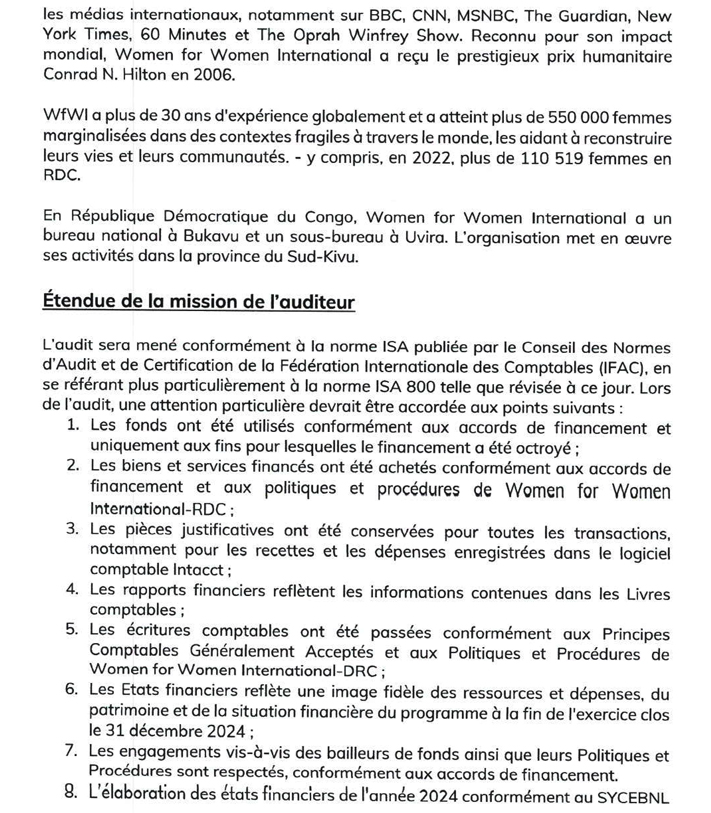 les médias internationaux, notamment sur BBC, CNN, MSNBC, The Guardian, New
York Times, 60 Minutes et The Oprah Winfrey Show. Reconnu pour son impact
mondial, Women for Women International a reçu le prestigieux prix humanitaire
Conrad N. Hilton en 2006.
WfWI a plus de 30 ans d'expérience globalement et a atteint plus de 550 000 femmes
marginalisées dans des contextes fragiles à travers le monde, les aidant à reconstruire
leurs vies et leurs communautés. - y compris, en 2022, plus de 110 519 femmes en
RDC.
En République Démocratique du Congo, Women for Women International a un
bureau national à Bukavu et un sous-bureau à Uvira. L'organisation met en œuvre
ses activités dans la province du Sud-Kivu.
Étendue de la mission de l'auditeur
L'audit sera mené conformément à la norme ISA publiée par le Conseil des Normes
d'Audit et de Certification de la Fédération Internationale des Comptables (IFAC), en
se référant plus particulièrement à la norme ISA 800 telle que révisée à ce jour. Lors
de l'audit, une attention particulière devrait être accordée aux points suivants :
1. Les fonds ont été utilisés conformément aux accords de financement et
uniquement aux fins pour lesquelles le financement a été octroyé ;
2. Les biens et services financés ont été achetés conformément aux accords de
financement et aux politiques et procédures de Women for Women
International-RDC ;
3. Les pièces justificatives ont été conservées pour toutes les transactions,
notamment pour les recettes et les dépenses enregistrées dans le logiciel
comptable Intacct ;
4. Les rapports financiers reflètent les informations contenues dans les Livres
comptables ;
5. Les écritures comptables ont été passées conformément aux Principes
Comptables Généralement Acceptés et aux Politiques et Procédures de
Women for Women International-DRC ;
6. Les Etats financiers reflète une image fidèle des ressources et dépenses, du
patrimoine et de la situation financière du programme à la fin de l'exercice clos
le 31 décembre 2024 ;
7. Les engagements vis-à-vis des bailleurs de fonds ainsi que leurs Politiques et
Procédures sont respectés, conformément aux accords de financement.
8. L'élaboration des états financiers de l'année 2024 conformément au SYCEBNL